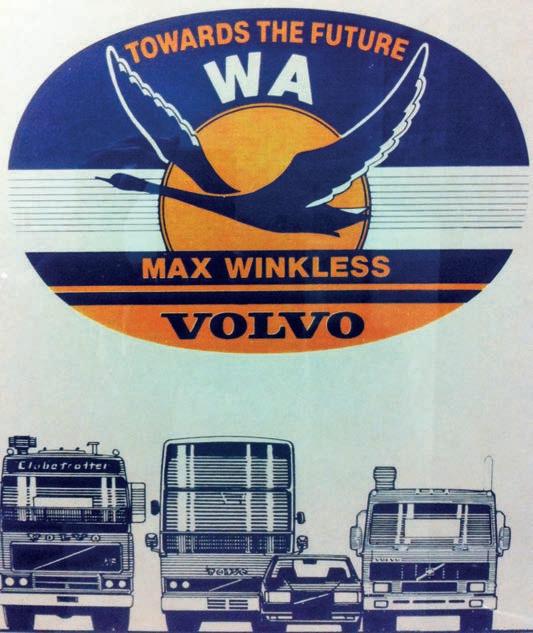 TOWARDS THE FUTURE
WA
MAX WINKLESS
VOLVO
Globetrotter
VOLVO
VOLVO